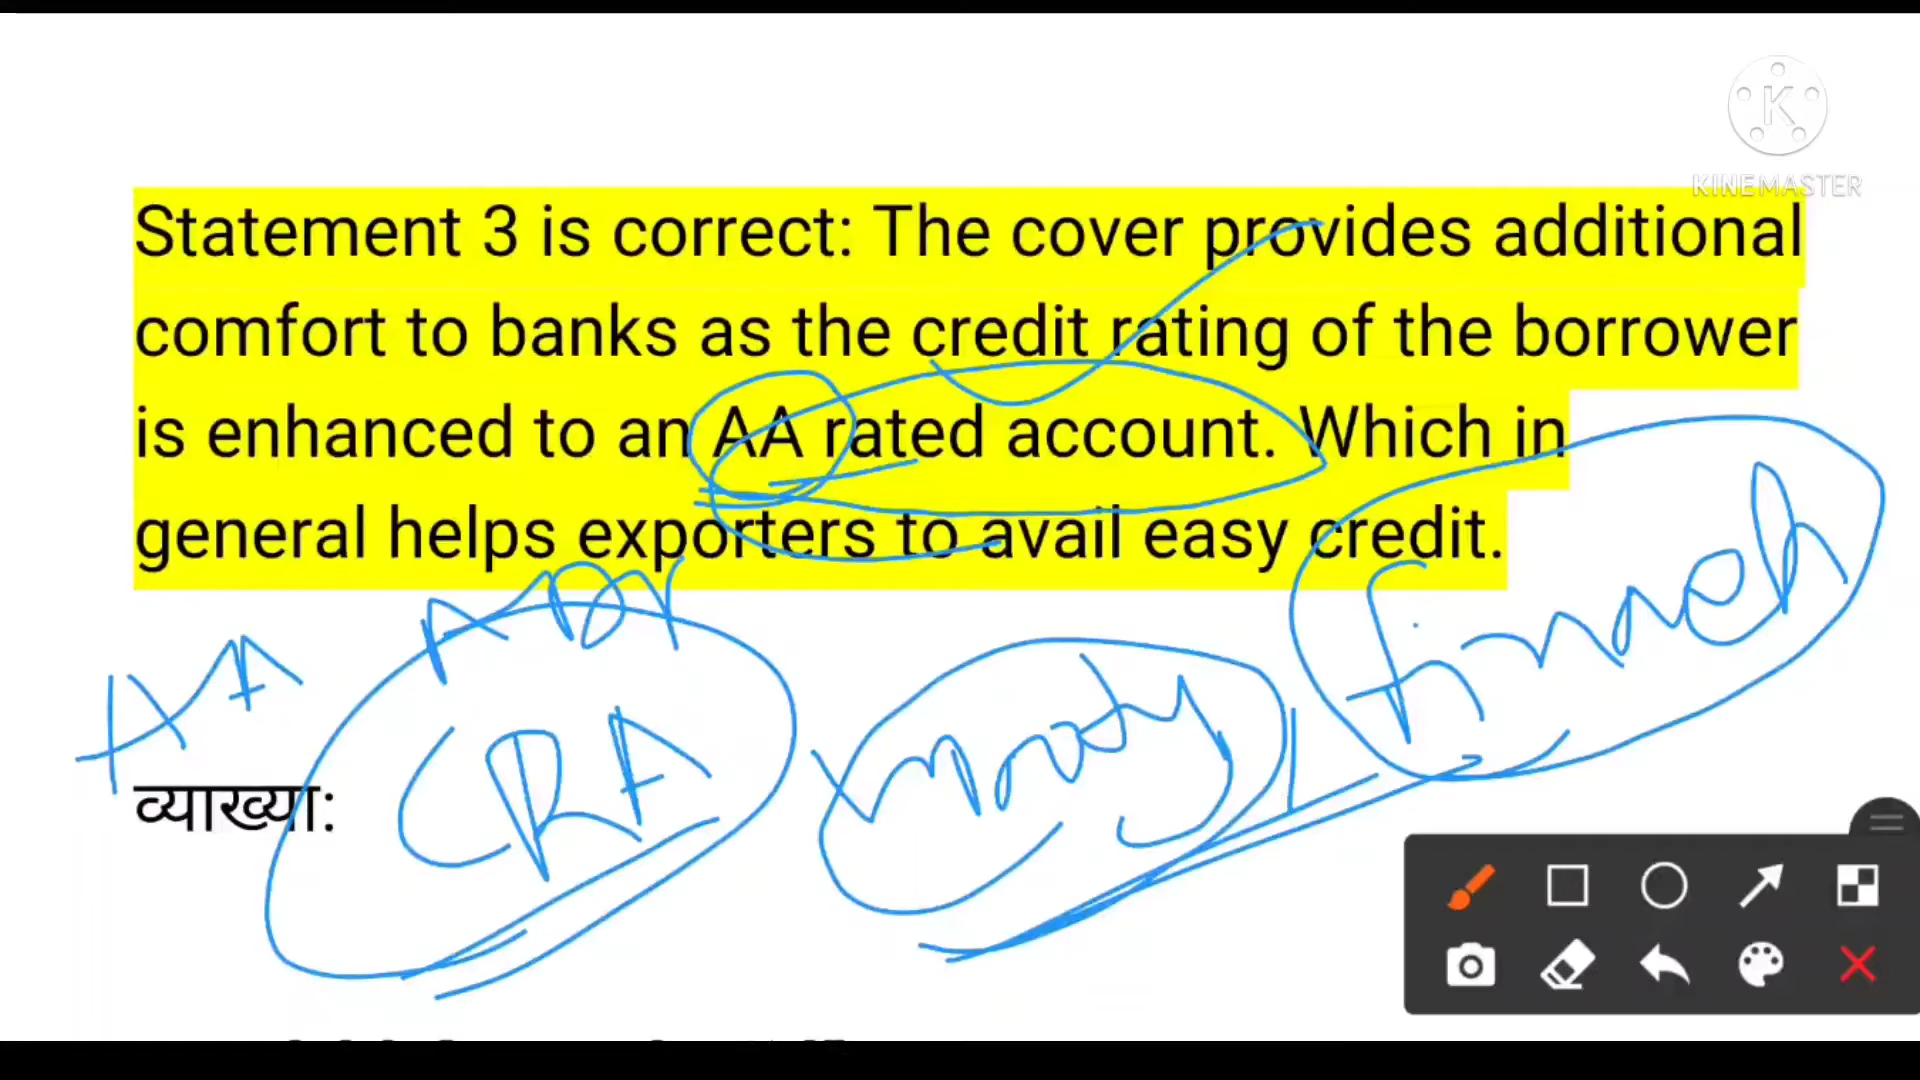 KINEMASTER
Statement 3 is correct: The cover provides additional
comfort to banks as the credit rating of the borrower
is enhanced to an AA rated account. Which in
general helps exporters to avail easy credit.
AA
CRA
moody
व्याख्या: